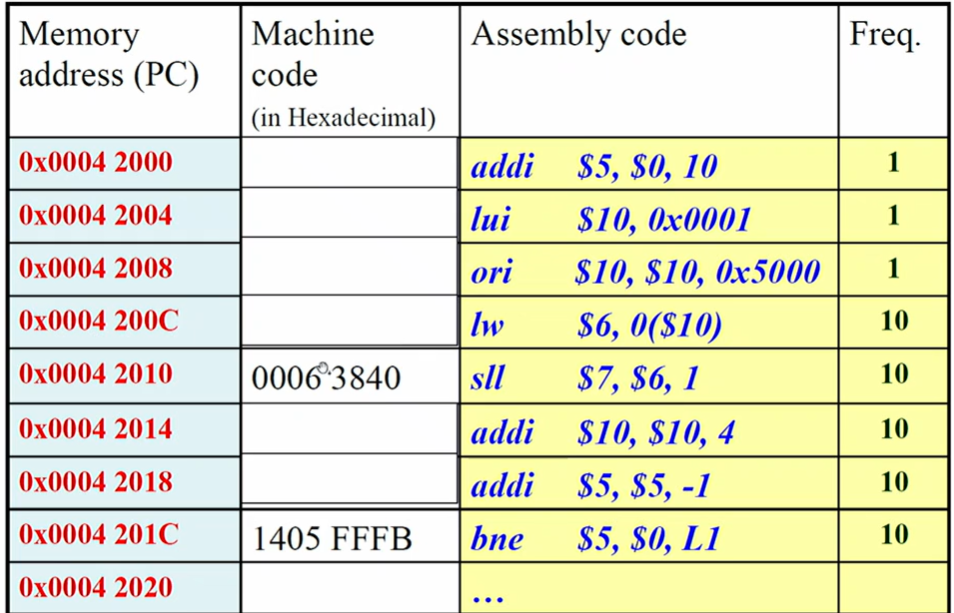 Memory address (PC) Machine code (in Hexadecimal) Assembly code Freq.
0x0004 2000 addi $5, $0, 10 1
0x0004 2004 lui $10, 0x0001 1
0x0004 2008 ori $10, $10, 0x5000 1
0x0004 200C lw $6, 0($10) 10
0x0004 2010 0006 3840 sll $7, $6, 1 10
0x0004 2014 addi $10, $10, 4 10
0x0004 2018 addi $5, $5, -1 10
0x0004 201C 1405 FFFB bne $5, $0, L1 10
0x0004 2020 ...